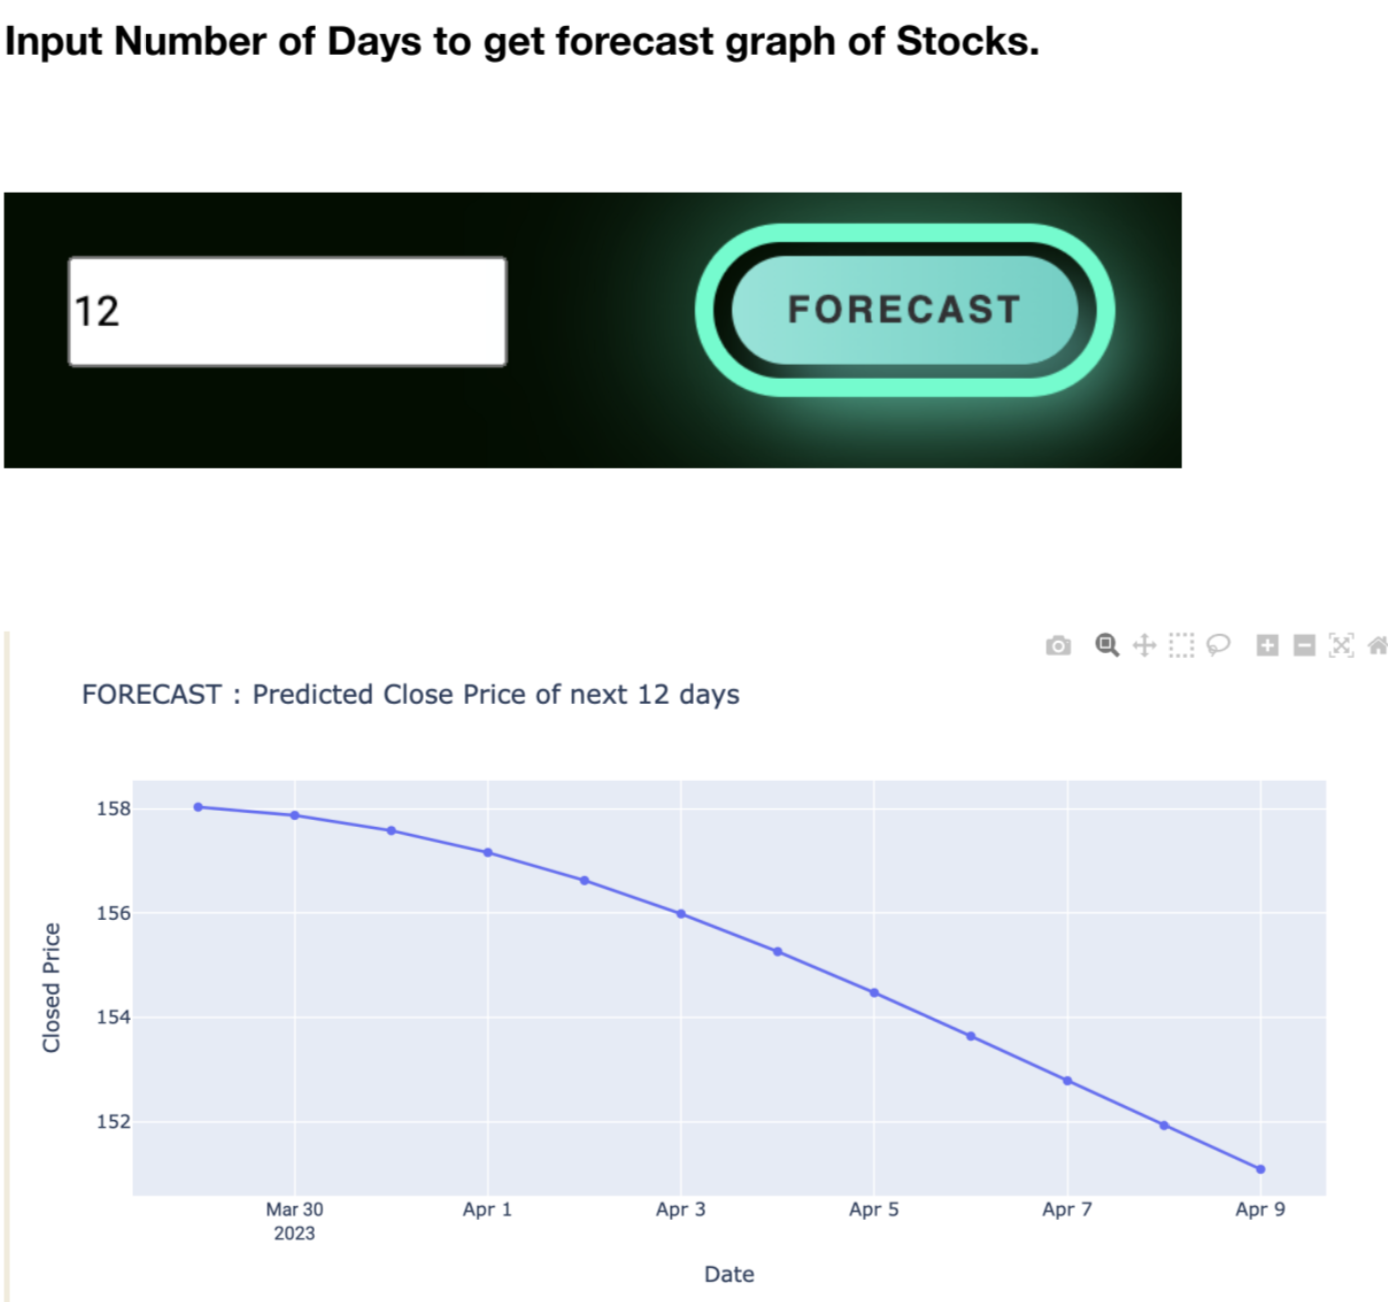 Input Number of Days to get forecast graph of Stocks.
12
FORECAST
FORECAST : Predicted Close Price of next 12 days
158
156
154
152
Closed Price
Mar 30 Apr 1 Apr 3 Apr 5 Apr 7 Apr 9
2023
Date